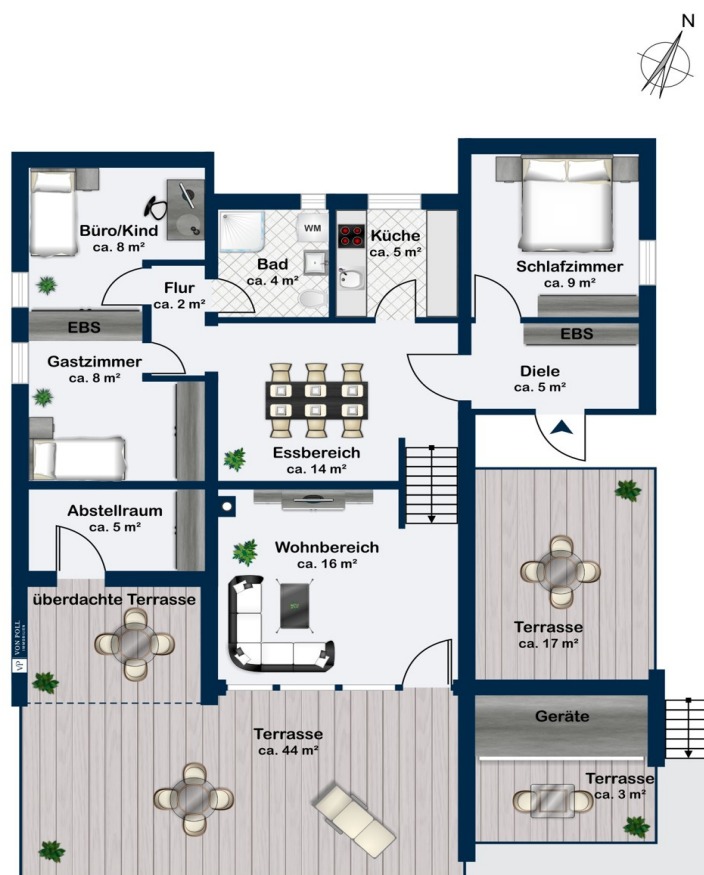 N
Büro/Kind
ca. 8 m²
Flur
ca. 2 m²
WM
Bad
ca. 4 m²
Küche
ca. 5 m²
Schlafzimmer
ca. 9 m²
EBS
EBS
Gastzimmer
ca. 8 m²
Diele
ca. 5 m²
Essbereich
ca. 14 m²
Abstellraum
ca. 5 m²
Wohnbereich
ca. 16 m²
überdachte Terrasse
VON POLL
IMMOBILIEN
VP
Terrasse
ca. 17 m²
Terrasse
ca. 44 m²
Geräte
Terrasse
ca. 3 m²